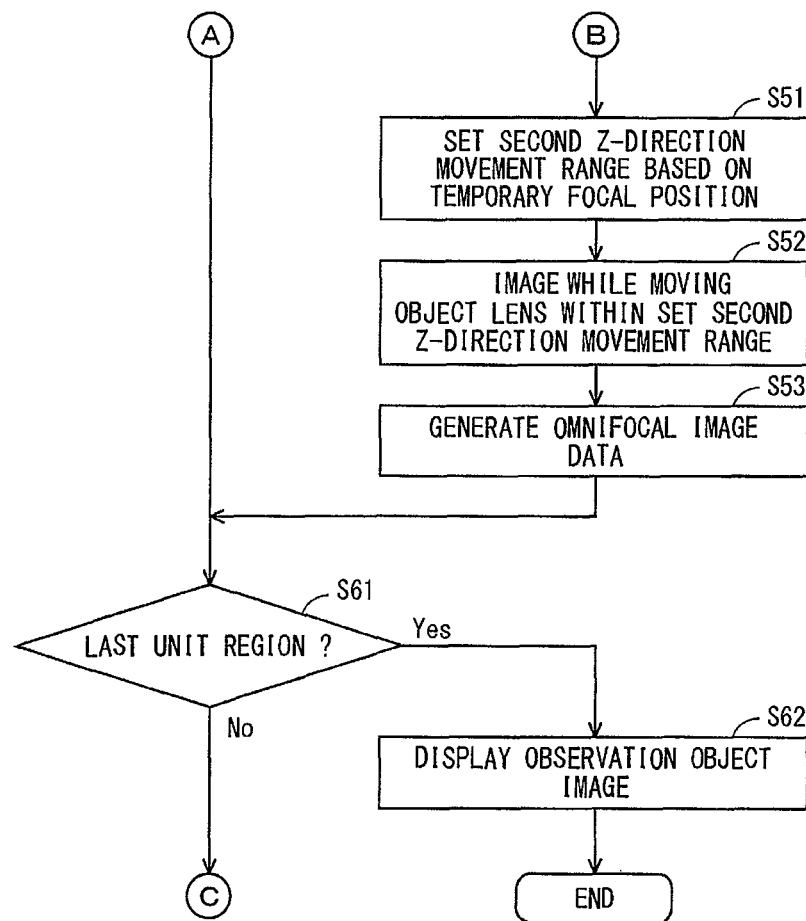 A
B
S51
SET SECOND Z-DIRECTION
MOVEMENT RANGE BASED ON
TEMPORARY FOCAL POSITION
S52
IMAGE WHILE MOVING
OBJECT LENS WITHIN SET SECOND
Z-DIRECTION MOVEMENT RANGE
S53
GENERATE OMNIFOCAL IMAGE
DATA
S61
LAST UNIT REGION ?
Yes
No
S62
DISPLAY OBSERVATION OBJECT
IMAGE
C
END